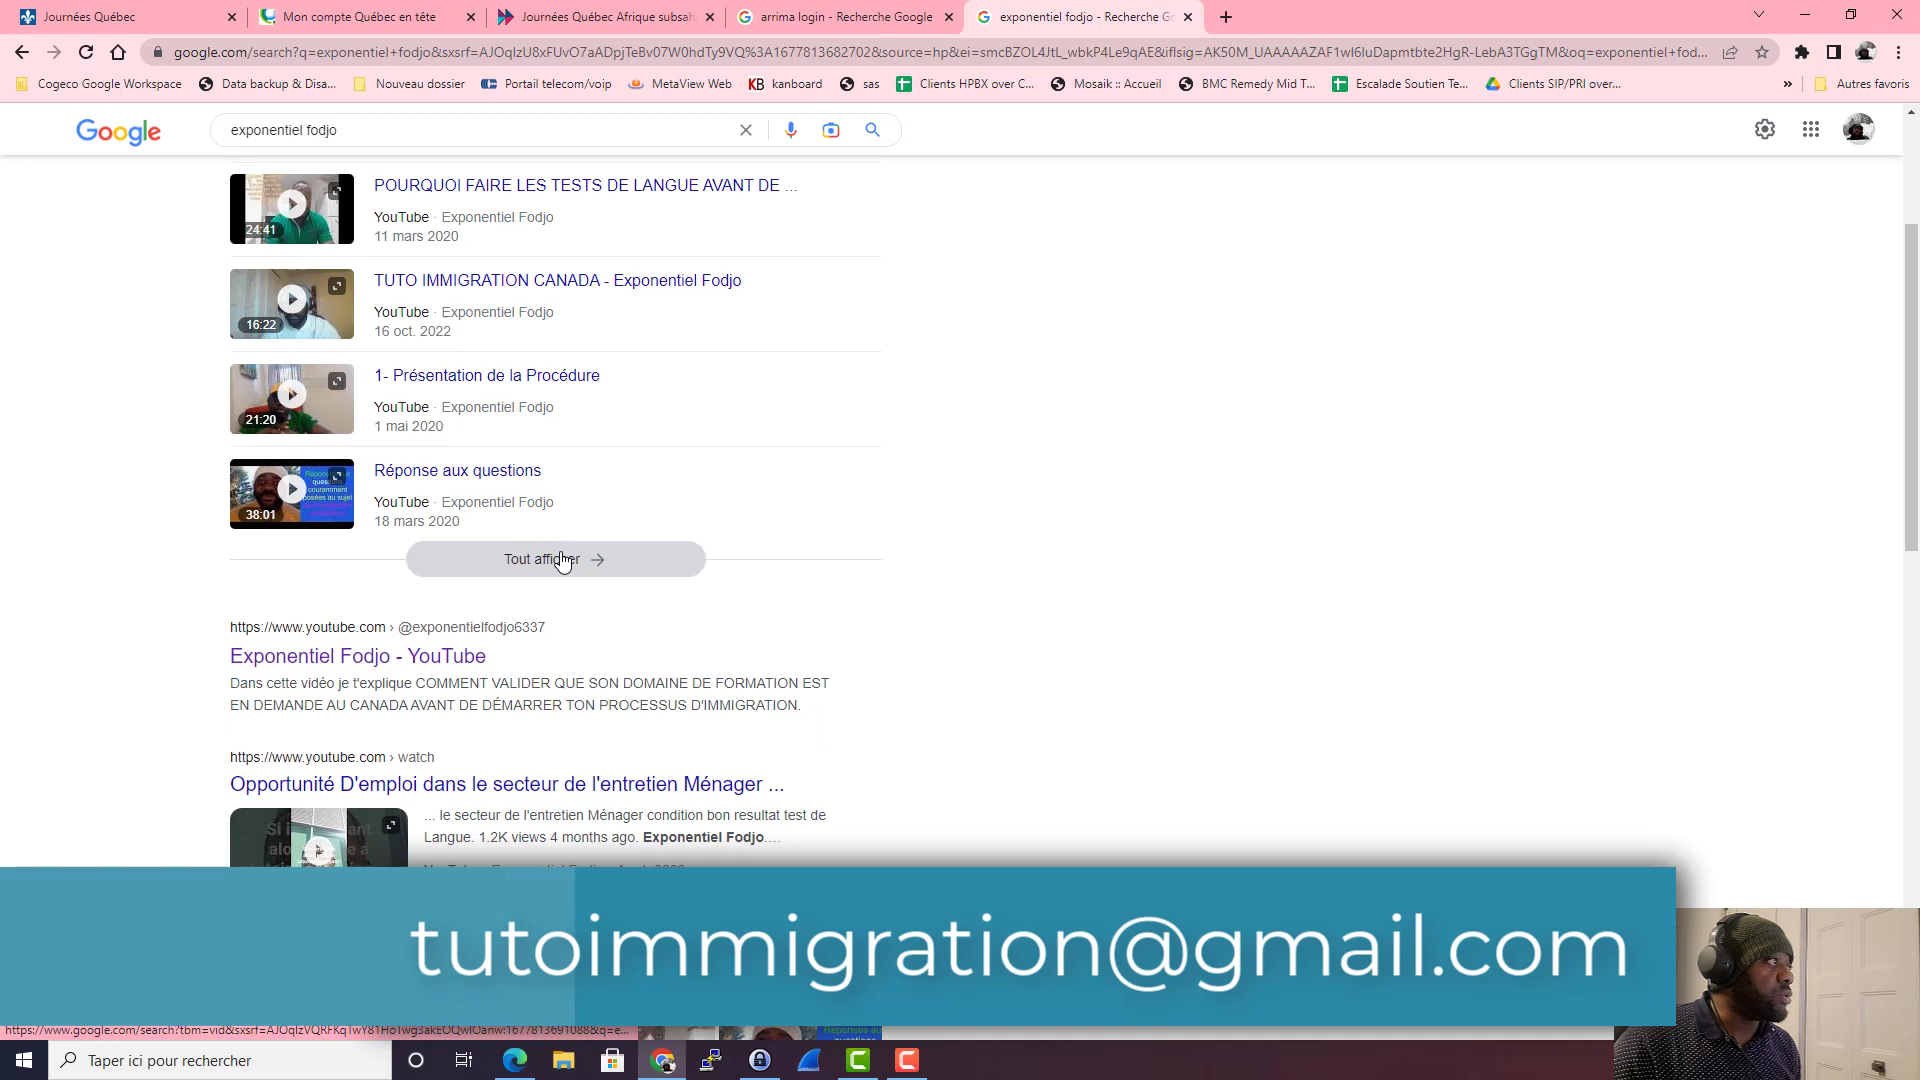 Journées Québec
Mon compte Québec en tête
Journées Québec Afrique subsah
arrima login - Recherche Google
exponentiel fodjo - Recherche Go
google.com/search?q=exponentiel+fodjo&sxsrf=AJOqlzU8xFUvO7aADpjTeBv07W0hdTy9VQ%3A1677813682702&source=hp&ei=smcBZOL4JtL_wbkP4Le9qAE&iflsig=AK50M_UAAAAAZAF1wl6luDapmtbte2HgR-LebA3TGgTM&oq=exponentiel+fod...
Cogeco Google Workspace
Data backup & Disa...
Nouveau dossier
Portail telecom/voip
MetaView Web
KB kanboard
sas
Clients HPBX over C...
Mosaik :: Accueil
BMC Remedy Mid T...
Escalade Soutien Te...
Clients SIP/PRI over...
»
Autres favoris
Google
exponentiel fodjo
24:41
POURQUOI FAIRE LES TESTS DE LANGUE AVANT DE ...
YouTube · Exponentiel Fodjo
11 mars 2020
16:22
TUTO IMMIGRATION CANADA - Exponentiel Fodjo
YouTube · Exponentiel Fodjo
16 oct. 2022
21:20
1- Présentation de la Procédure
YouTube · Exponentiel Fodjo
1 mai 2020
38:01
Réponse aux questions
YouTube · Exponentiel Fodjo
18 mars 2020
Tout afficher
https://www.youtube.com › @exponentielfodjo6337
Exponentiel Fodjo - YouTube
Dans cette vidéo je t'explique COMMENT VALIDER QUE SON DOMAINE DE FORMATION EST
EN DEMANDE AU CANADA AVANT DE DÉMARRER TON PROCESSUS D'IMMIGRATION.
https://www.youtube.com › watch
Opportunité D'emploi dans le secteur de l'entretien Ménager ...
... le secteur de l'entretien Ménager condition bon resultat test de
Langue. 1.2K views 4 months ago. Exponentiel Fodjo....
tutoimmigration@gmail.com
Taper ici pour rechercher